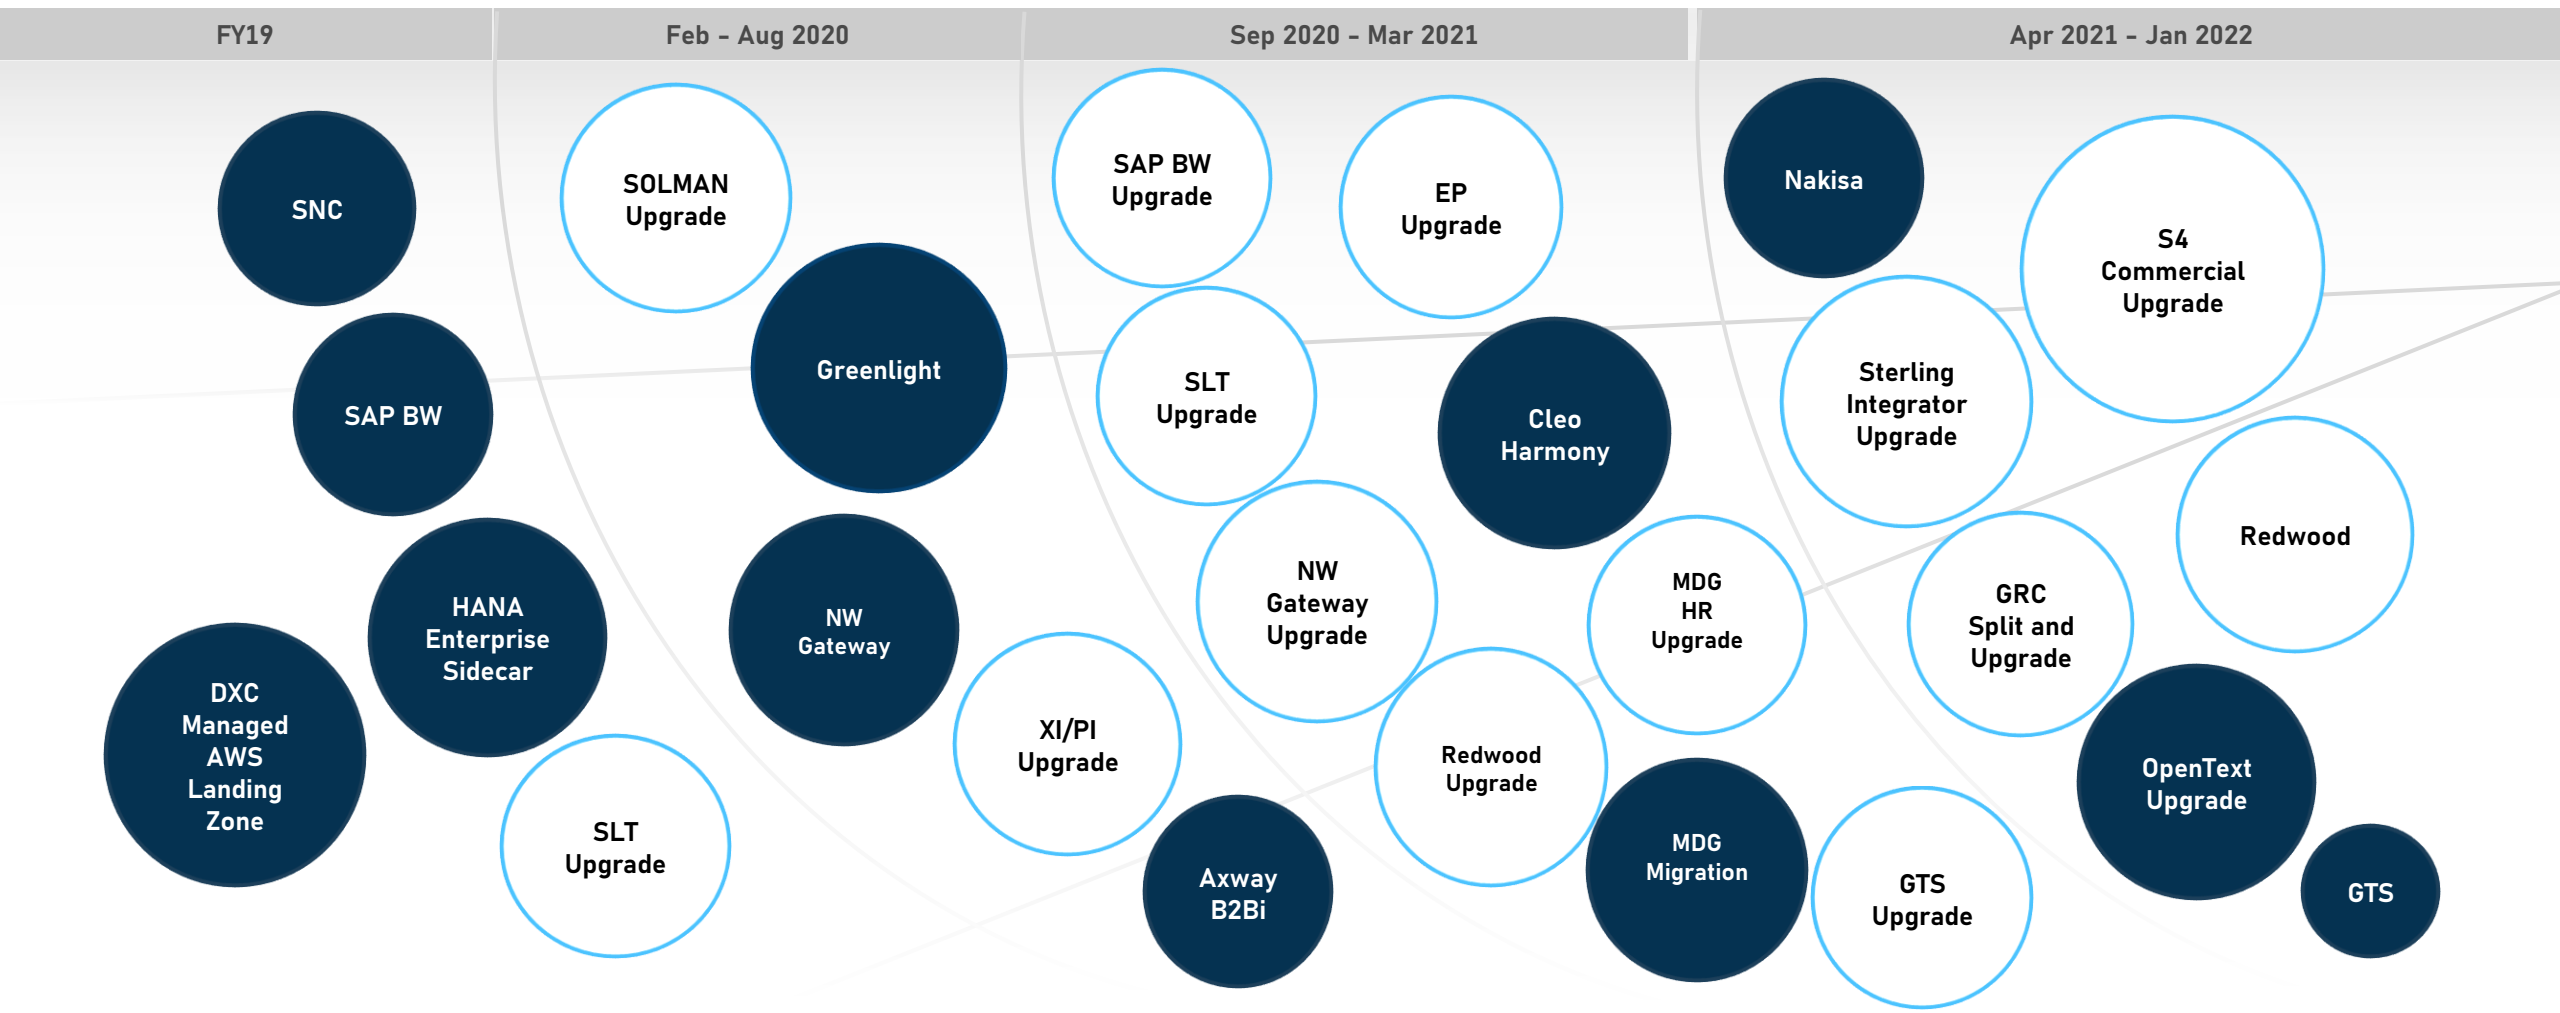 FY19
Feb - Aug 2020
Sep 2020 - Mar 2021
Apr 2021 - Jan 2022
SNC
SAP BW
HANA
Enterprise
Sidecar
DXC
Managed
AWS
Landing
Zone
SLT
Upgrade
SOLMAN
Upgrade
Greenlight
NW
Gateway
XI/PI
Upgrade
Axway
B2Bi
SAP BW
Upgrade
EP
Upgrade
SLT
Upgrade
Cleo
Harmony
NW
Gateway
Upgrade
MDG
HR
Upgrade
Redwood
Upgrade
MDG
Migration
Nakisa
S4
Commercial
Upgrade
Sterling
Integrator
Upgrade
Redwood
GRC
Split and
Upgrade
OpenText
Upgrade
GTS
Upgrade
GTS